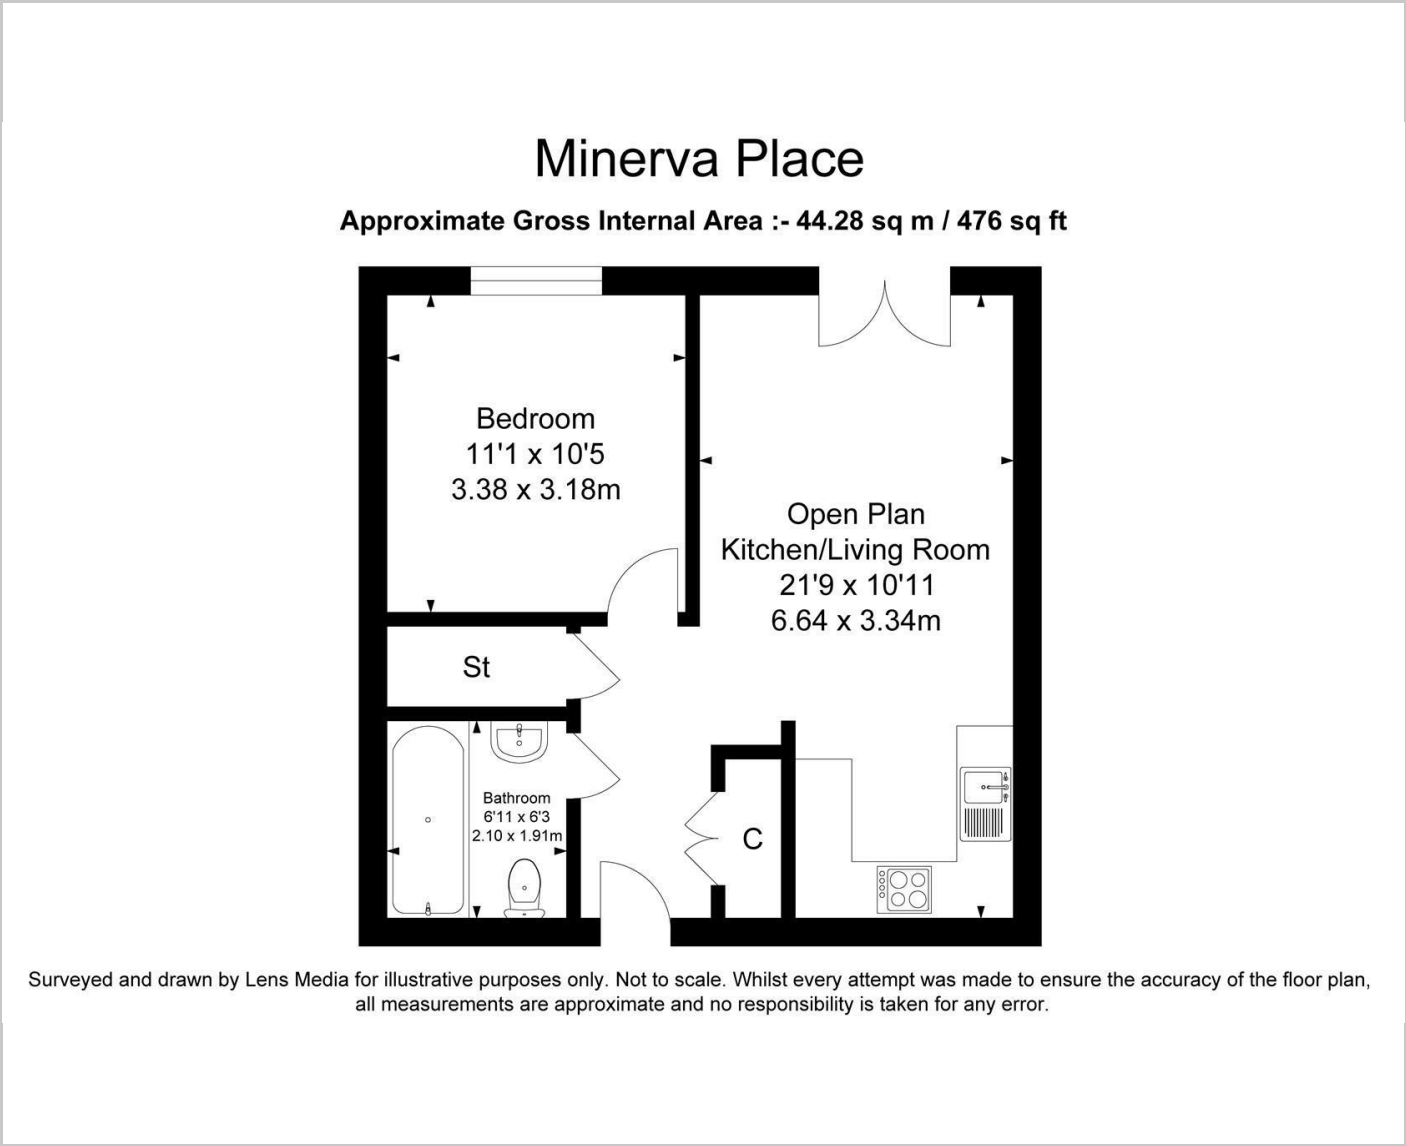 Minerva Place
Approximate Gross Internal Area :- 44.28 sq m / 476 sq ft
Bedroom
11'1 x 10'5
3.38 x 3.18m
Open Plan
Kitchen/Living Room
21'9 x 10'11
6.64 x 3.34m
St
Bathroom
6'11 x 6'3
2.10 x 1.91m
C
Surveyed and drawn by Lens Media for illustrative purposes only. Not to scale. Whilst every attempt was made to ensure the accuracy of the floor plan,
all measurements are approximate and no responsibility is taken for any error.